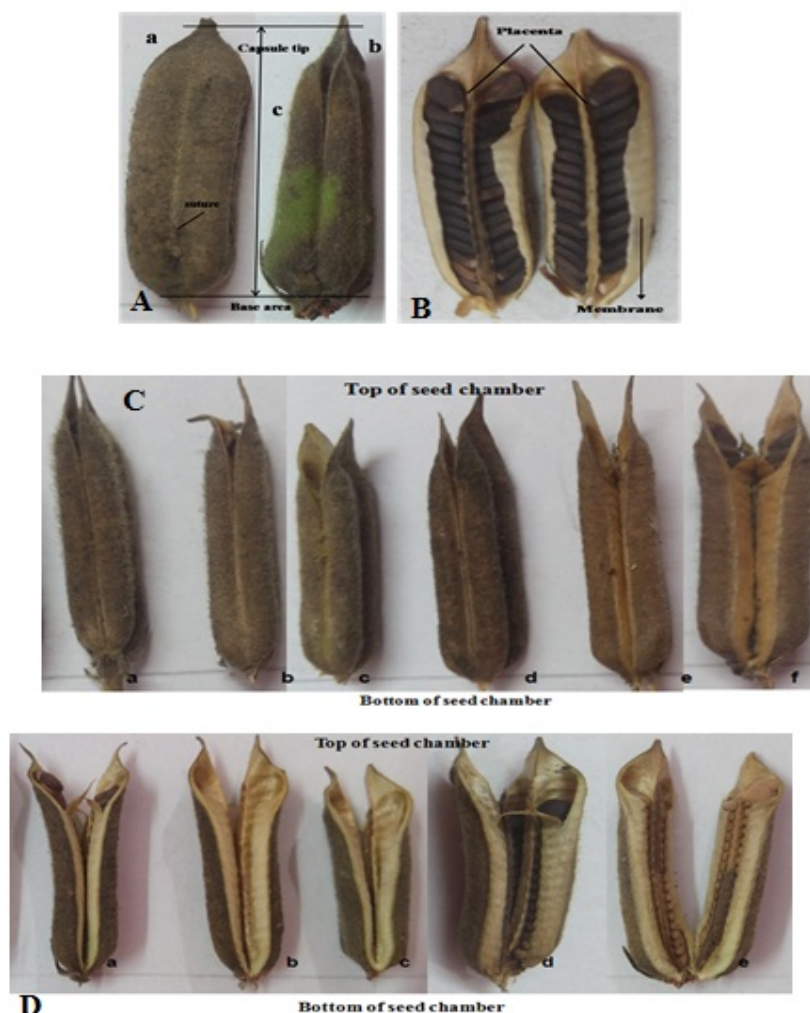 a
Capsule tip
b
c
suture
A
Base area
Placenta
B
Membrane
C
Top of seed chamber
a
b
c
d
e
f
Bottom of seed chamber
Top of seed chamber
a
b
c
d
e
D
Bottom of seed chamber